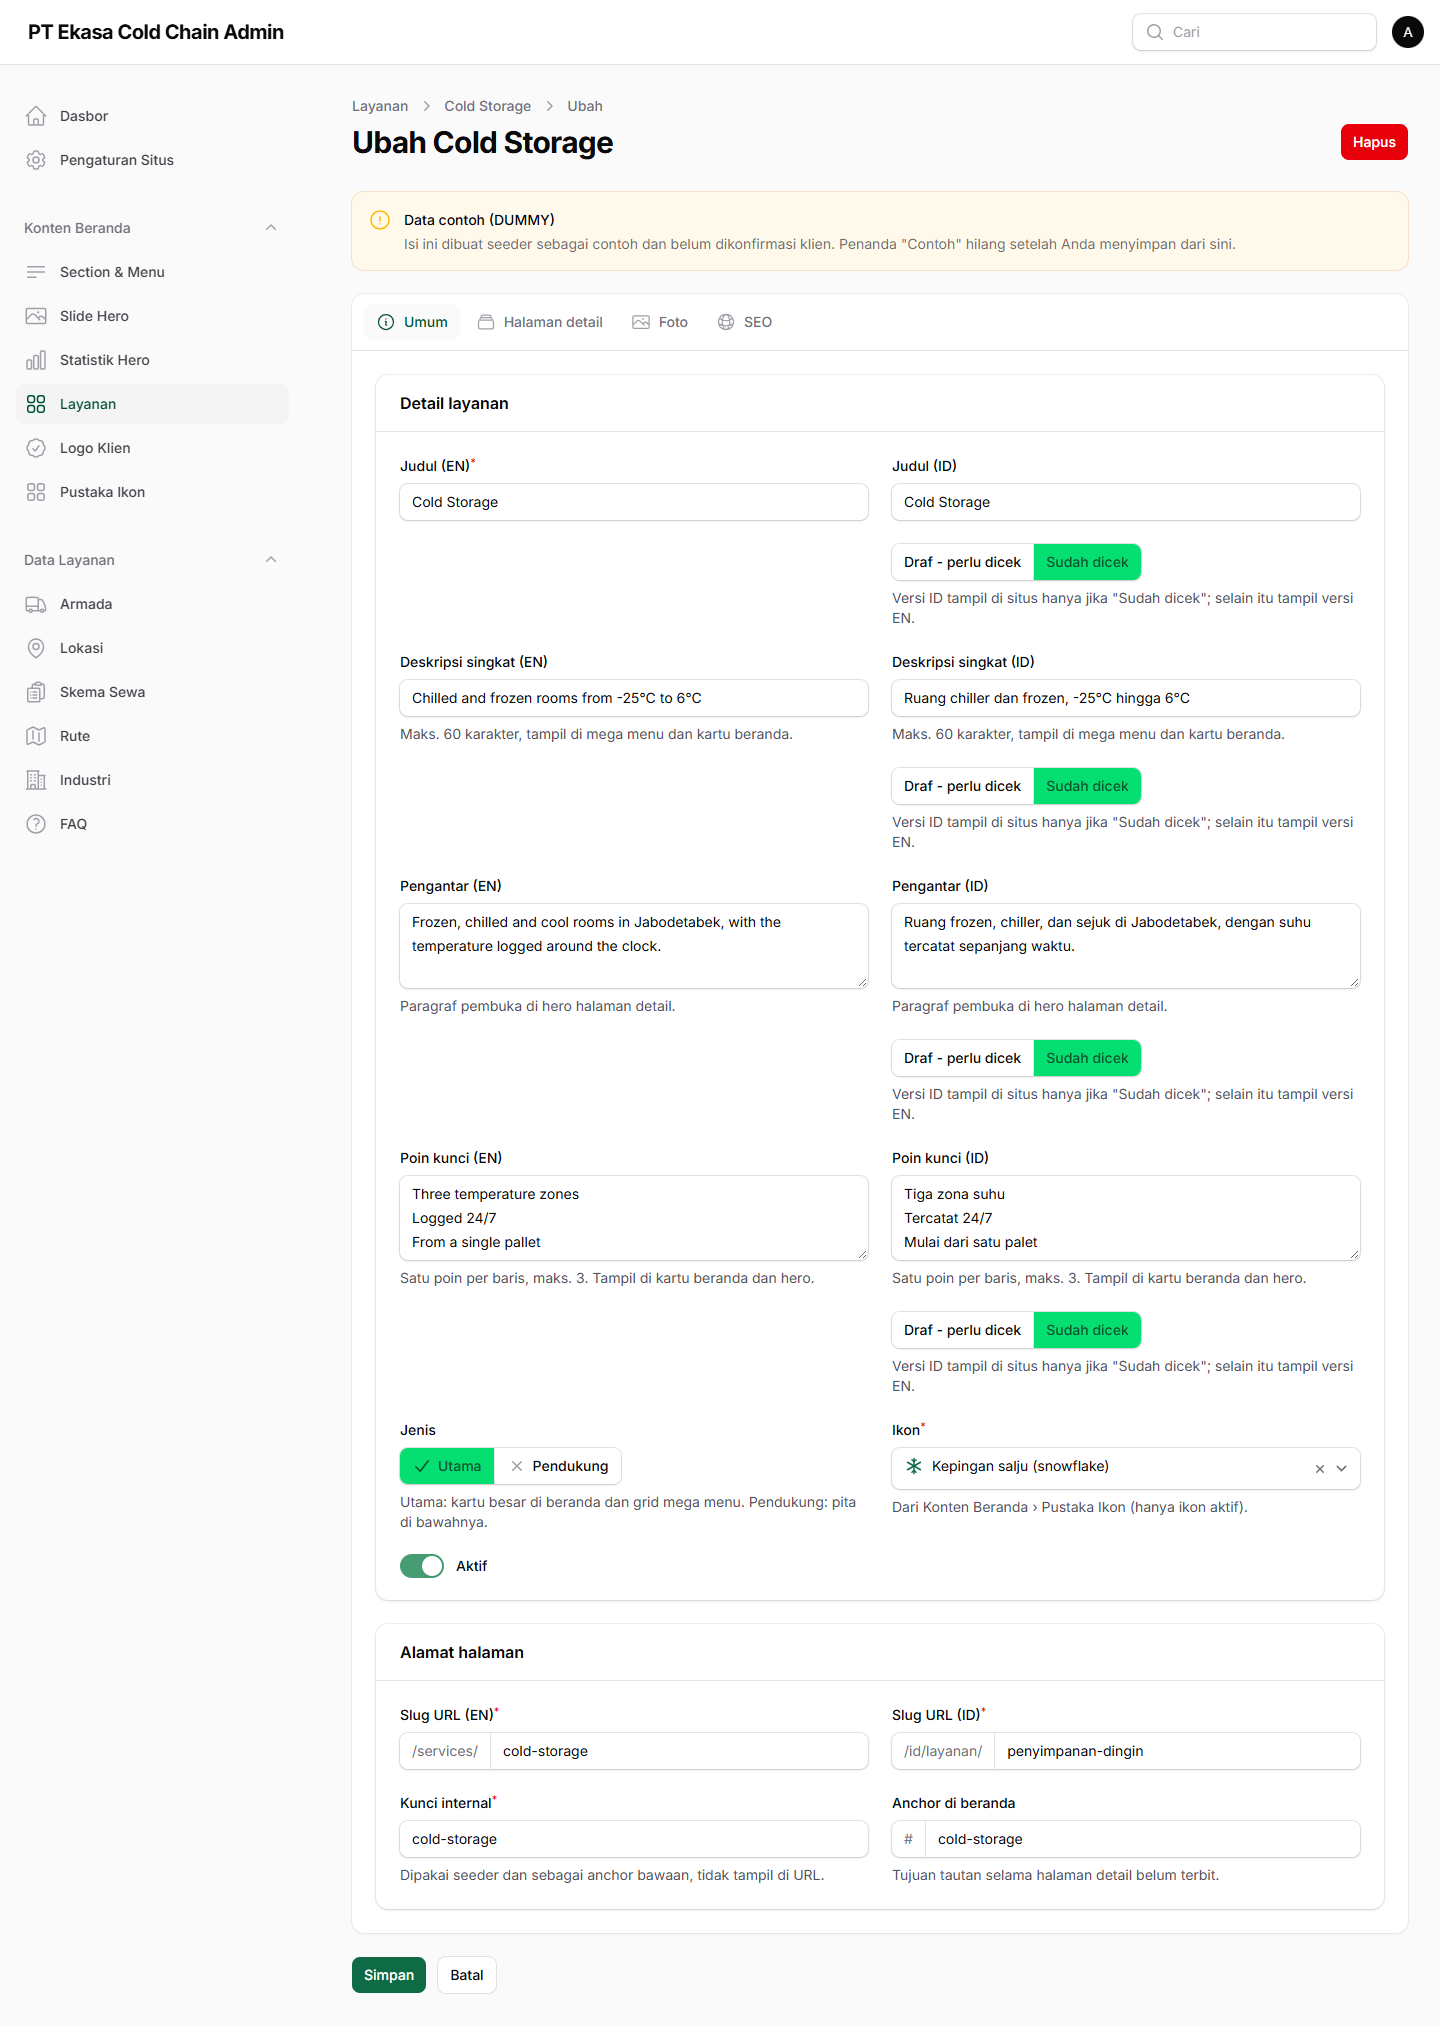 PT Ekasa Cold Chain Admin
Cari
A
Dasbor
Pengaturan Situs
Konten Beranda
Section & Menu
Slide Hero
Statistik Hero
Layanan
Logo Klien
Pustaka Ikon
Data Layanan
Armada
Lokasi
Skema Sewa
Rute
Industri
FAQ
Layanan > Cold Storage > Ubah
Ubah Cold Storage
Hapus
Data contoh (DUMMY)
Isi ini dibuat seeder sebagai contoh dan belum dikonfirmasi klien. Penanda "Contoh" hilang setelah Anda menyimpan dari sini.
Umum
Halaman detail
Foto
SEO
Detail layanan
Judul (EN)*
Cold Storage
Judul (ID)
Cold Storage
Draf - perlu dicek
Sudah dicek
Versi ID tampil di situs hanya jika "Sudah dicek"; selain itu tampil versi
EN.
Deskripsi singkat (EN)
Chilled and frozen rooms from -25°C to 6°C
Maks. 60 karakter, tampil di mega menu dan kartu beranda.
Deskripsi singkat (ID)
Ruang chiller dan frozen, -25°C hingga 6°C
Maks. 60 karakter, tampil di mega menu dan kartu beranda.
Draf - perlu dicek
Sudah dicek
Versi ID tampil di situs hanya jika "Sudah dicek"; selain itu tampil versi
EN.
Pengantar (EN)
Frozen, chilled and cool rooms in Jabodetabek, with the
temperature logged around the clock.
Paragraf pembuka di hero halaman detail.
Pengantar (ID)
Ruang frozen, chiller, dan sejuk di Jabodetabek, dengan suhu
tercatat sepanjang waktu.
Paragraf pembuka di hero halaman detail.
Draf - perlu dicek
Sudah dicek
Versi ID tampil di situs hanya jika "Sudah dicek"; selain itu tampil versi
EN.
Poin kunci (EN)
Three temperature zones
Logged 24/7
From a single pallet
Satu poin per baris, maks. 3. Tampil di kartu beranda dan hero.
Poin kunci (ID)
Tiga zona suhu
Tercatat 24/7
Mulai dari satu palet
Satu poin per baris, maks. 3. Tampil di kartu beranda dan hero.
Draf - perlu dicek
Sudah dicek
Versi ID tampil di situs hanya jika "Sudah dicek"; selain itu tampil versi
EN.
Jenis
Utama
Pendukung
Utama: kartu besar di beranda dan grid mega menu. Pendukung: pita
di bawahnya.
Ikon*
Kepingan salju (snowflake)
Dari Konten Beranda › Pustaka Ikon (hanya ikon aktif).
Aktif
Alamat halaman
Slug URL (EN)*
/services/ cold-storage
Slug URL (ID)*
/id/layanan/ penyimpanan-dingin
Kunci internal*
cold-storage
Dipakai seeder dan sebagai anchor bawaan, tidak tampil di URL.
Anchor di beranda
# cold-storage
Tujuan tautan selama halaman detail belum terbit.
Simpan
Batal